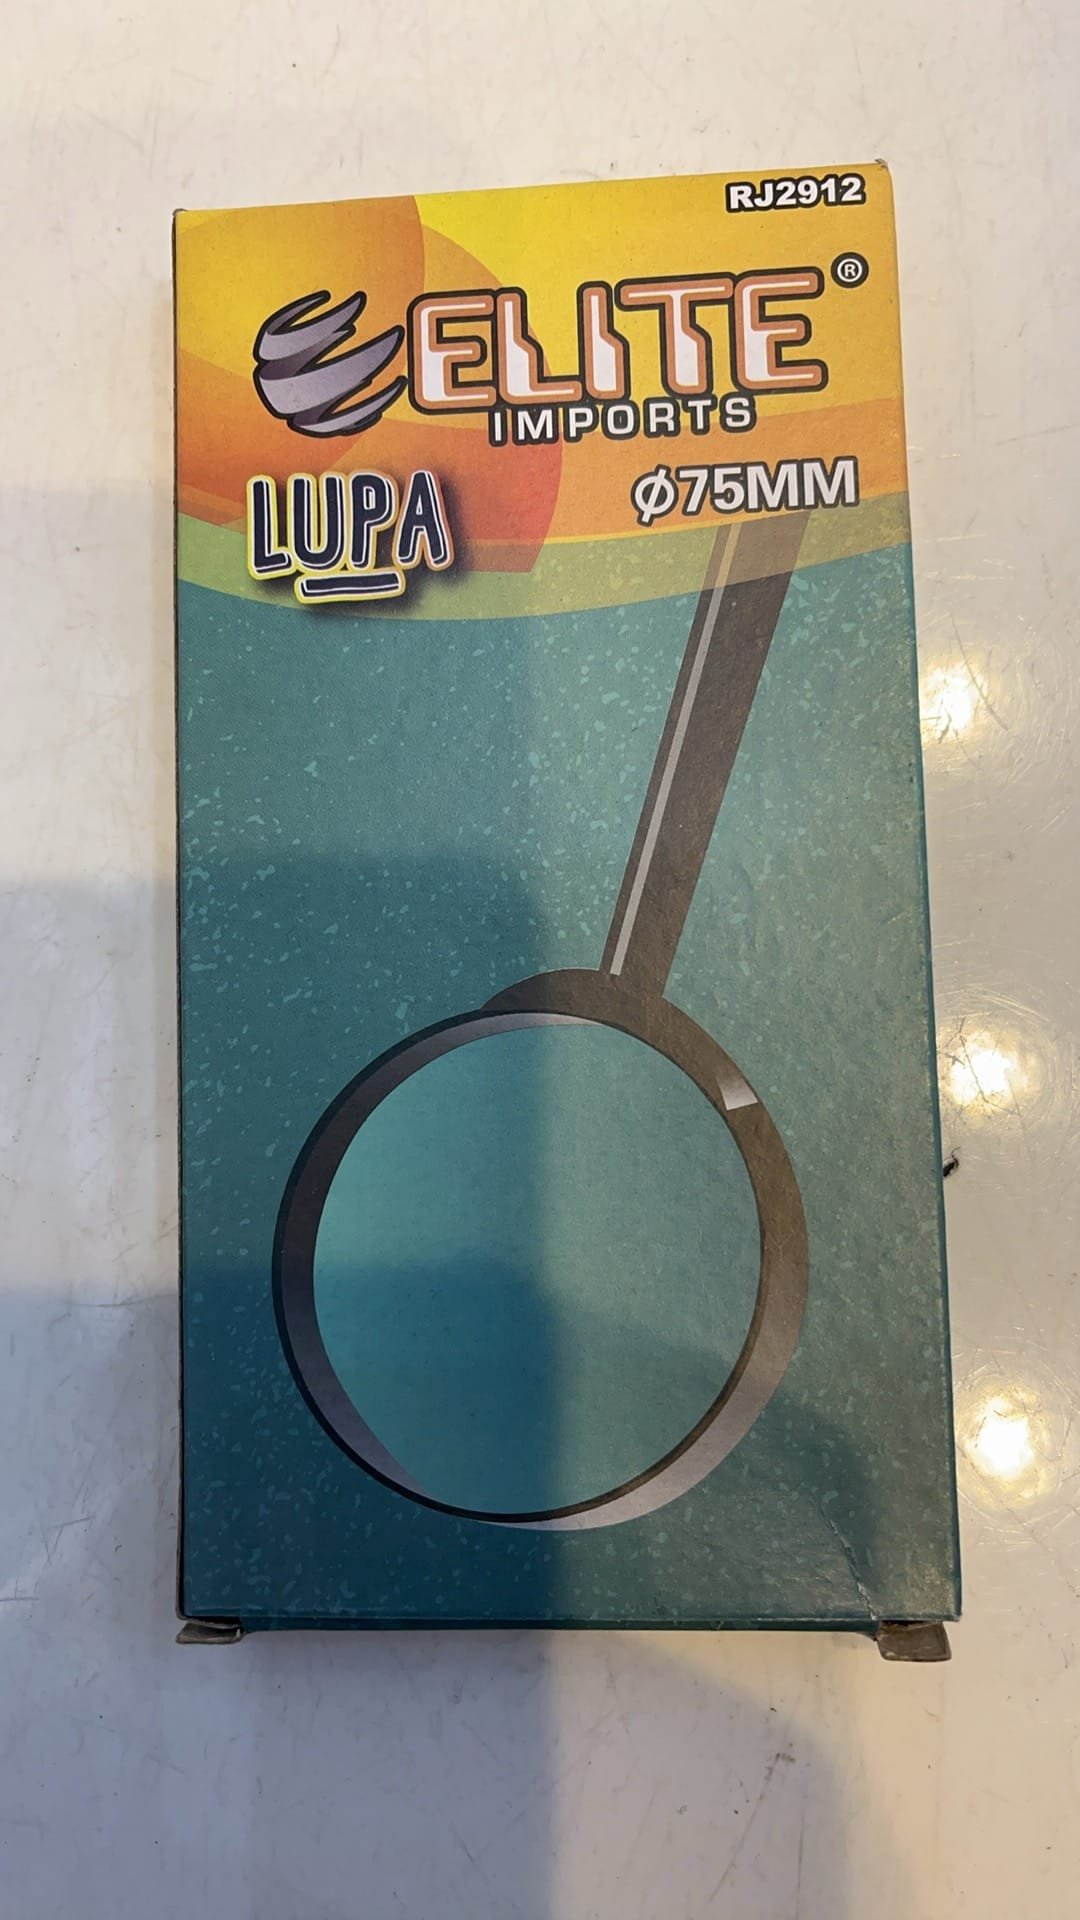 RJ2912
ELITE®
IMPORTS
LUPA
Ø75MM